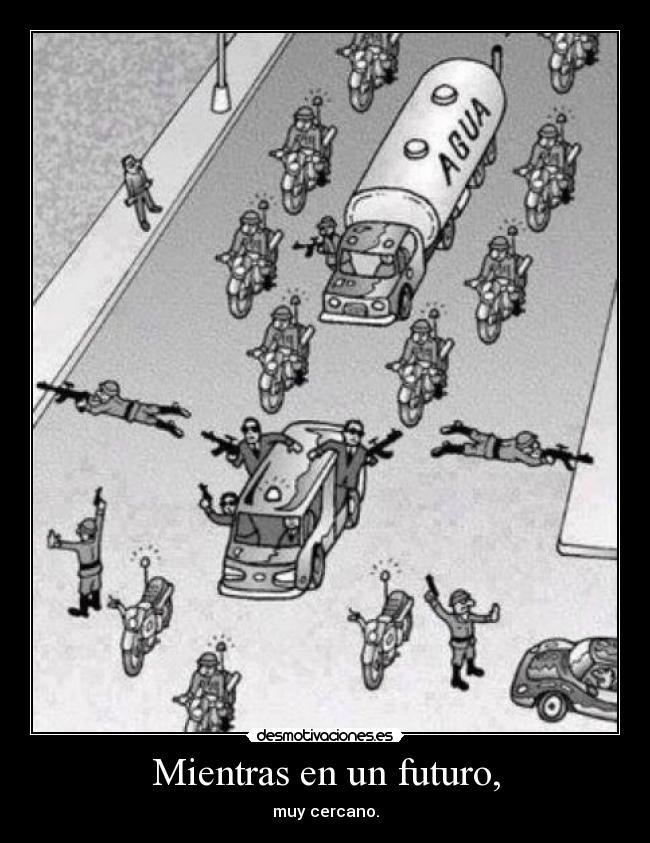 AGUA
desmotivaciones.es
Mientras en un futuro,
muy cercano.